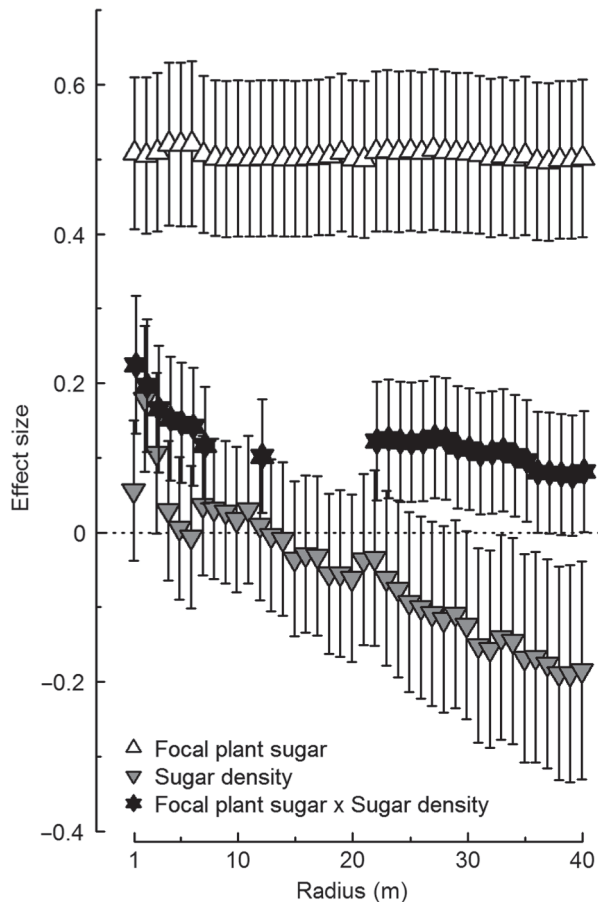 0.6
0.4
0.2
0
−0.2
−0.4
Effect size
Focal plant sugar
Sugar density
Focal plant sugar x Sugar density
1 10 20 30 40
Radius (m)